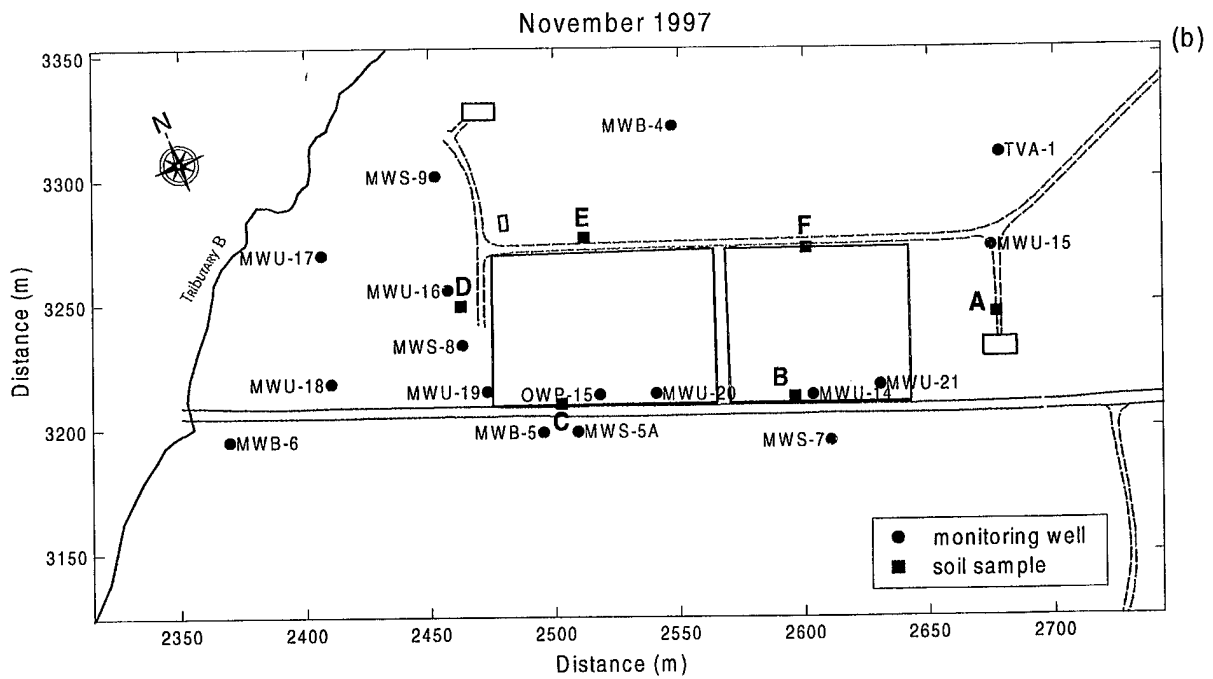 November 1997
(b)
3350
3300
3250
3200
3150
Distance (m)
N
TRIBUTARY B
MWB-4
TVA-1
MWS-9
E
F
MWU-15
MWU-17
MWU-16
D
A
MWS-8
MWU-18
MWU-19
OWP-15
MWU-20
B
MWU-14
MWU-21
C
MWB-6
MWB-5
MWS-5A
MWS-7
monitoring well
soil sample
2350
2400
2450
2500
2550
2600
2650
2700
Distance (m)